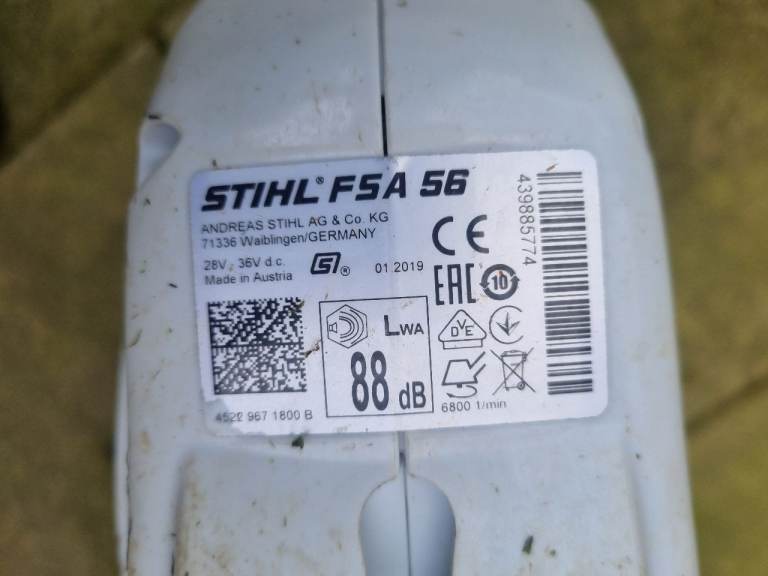 STIHL® FSA 56
ANDREAS STIHL AG & Co. KG
71336 Waiblingen/GERMANY
28V - 36V d.c.
Made in Austria
®
01 2019
CE
EAC
10
DVE
LWA
88 dB
4522 967 1800 B
6800 1/min
439885774